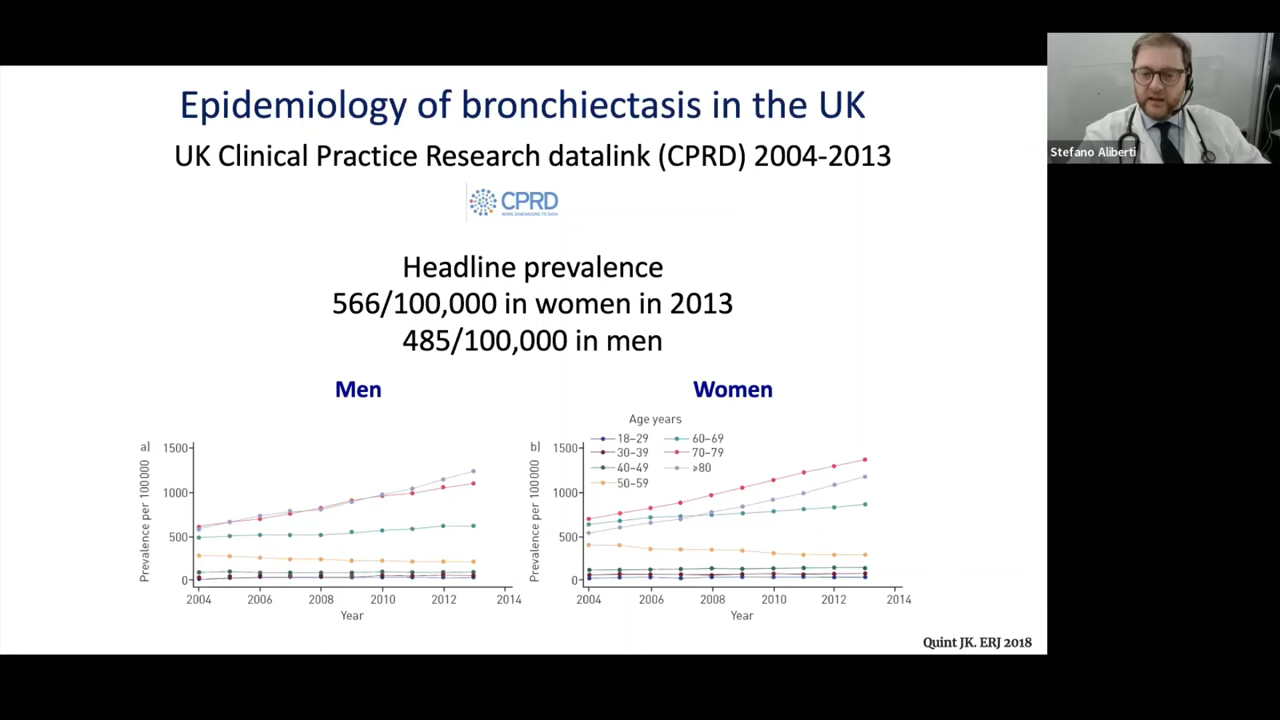 Epidemiology of bronchiectasis in the UK
UK Clinical Practice Research datalink (CPRD) 2004-2013
CPRD
MORE DIMENSIONS TO DATA
Headline prevalence
566/100,000 in women in 2013
485/100,000 in men
Men
Women
a)
Prevalence per 100 000
1500
1000
500
0
2004 2006 2008 2010 2012 2014
Year
b)
Prevalence per 100 000
1500
1000
500
0
Age years
18–29
30–39
40–49
50–59
60–69
70–79
≥80
2004 2006 2008 2010 2012 2014
Year
Quint JK. ERJ 2018
Stefano Aliberti